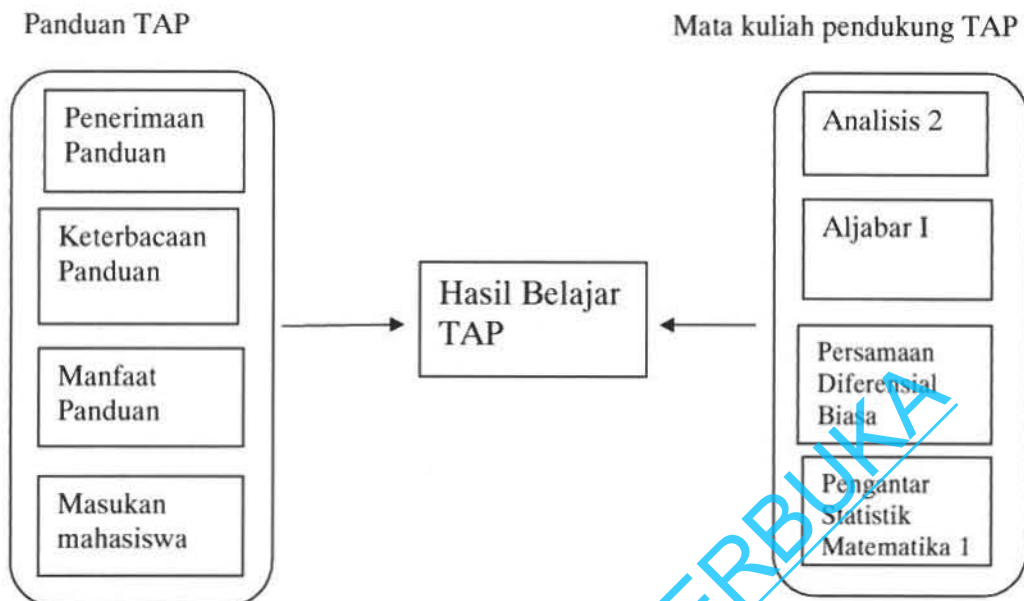 Panduan TAP
Penerimaan
Panduan
Keterbacaan
Panduan
Manfaat
Panduan
Masukan
mahasiswa
Hasil Belajar
TAP
Mata kuliah pendukung TAP
Analisis 2
Aljabar I
Persamaan
Diferensial
Biasa
Pengantar
Statistik
Matematika 1
ERBUKA